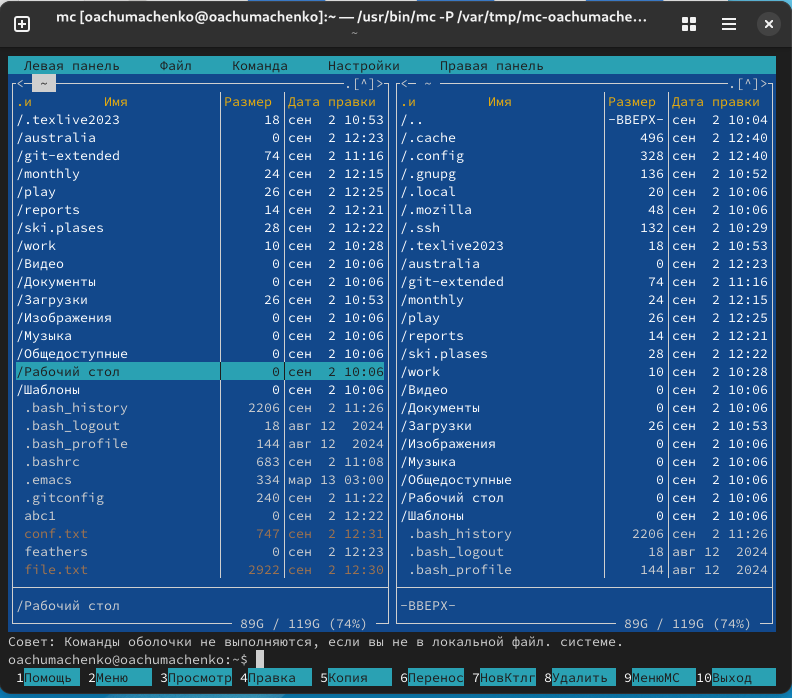 mc [oachumachenko@oachumachenko]:~ — /usr/bin/mc -P /var/tmp/mc-oachumache…
~
Левая панель Файл Команда Настройки Правая панель
<─ ~ ─.[^]> <─ ~ ─.[^]>
.и Имя Размер Дата правки .и Имя Размер Дата правки
/.texlive2023 18 сен 2 10:53 /.. -ВВЕРХ- сен 2 10:04
/australia 0 сен 2 12:23 /.cache 496 сен 2 12:40
/git-extended 74 сен 2 11:16 /.config 328 сен 2 12:40
/monthly 24 сен 2 12:15 /.gnupg 136 сен 2 10:52
/play 26 сен 2 12:25 /.local 20 сен 2 10:06
/reports 14 сен 2 12:21 /.mozilla 48 сен 2 10:06
/ski.plases 28 сен 2 12:22 /.ssh 132 сен 2 10:29
/work 10 сен 2 10:28 /.texlive2023 18 сен 2 10:53
/Видео 0 сен 2 10:06 /australia 0 сен 2 12:23
/Документы 0 сен 2 10:06 /git-extended 74 сен 2 11:16
/Загрузки 26 сен 2 10:53 /monthly 24 сен 2 12:15
/Изображения 0 сен 2 10:06 /play 26 сен 2 12:25
/Музыка 0 сен 2 10:06 /reports 14 сен 2 12:21
/Общедоступные 0 сен 2 10:06 /ski.plases 28 сен 2 12:22
/Рабочий стол 0 сен 2 10:06 /work 10 сен 2 10:28
/Шаблоны 0 сен 2 10:06 /Видео 0 сен 2 10:06
.bash_history 2206 сен 2 11:26 /Документы 0 сен 2 10:06
.bash_logout 18 авг 12 2024 /Загрузки 26 сен 2 10:53
.bash_profile 144 авг 12 2024 /Изображения 0 сен 2 10:06
.bashrc 683 сен 2 11:08 /Музыка 0 сен 2 10:06
.emacs 334 мар 13 03:00 /Общедоступные 0 сен 2 10:06
.gitconfig 240 сен 2 11:22 /Рабочий стол 0 сен 2 10:06
abc1 0 сен 2 12:22 /Шаблоны 0 сен 2 10:06
conf.txt 747 сен 2 12:31 .bash_history 2206 сен 2 11:26
feathers 0 сен 2 12:23 .bash_logout 18 авг 12 2024
file.txt 2922 сен 2 12:30 .bash_profile 144 авг 12 2024
/Рабочий стол -ВВЕРХ-
89G / 119G (74%) 89G / 119G (74%)
Совет: Команды оболочки не выполняются, если вы не в локальной файл. системе.
oachumachenko@oachumachenko:~$
1Помощь 2Меню 3Просмотр 4Правка 5Копия 6Перенос 7НовКтлг 8Удалить 9МенюМС 10Выход